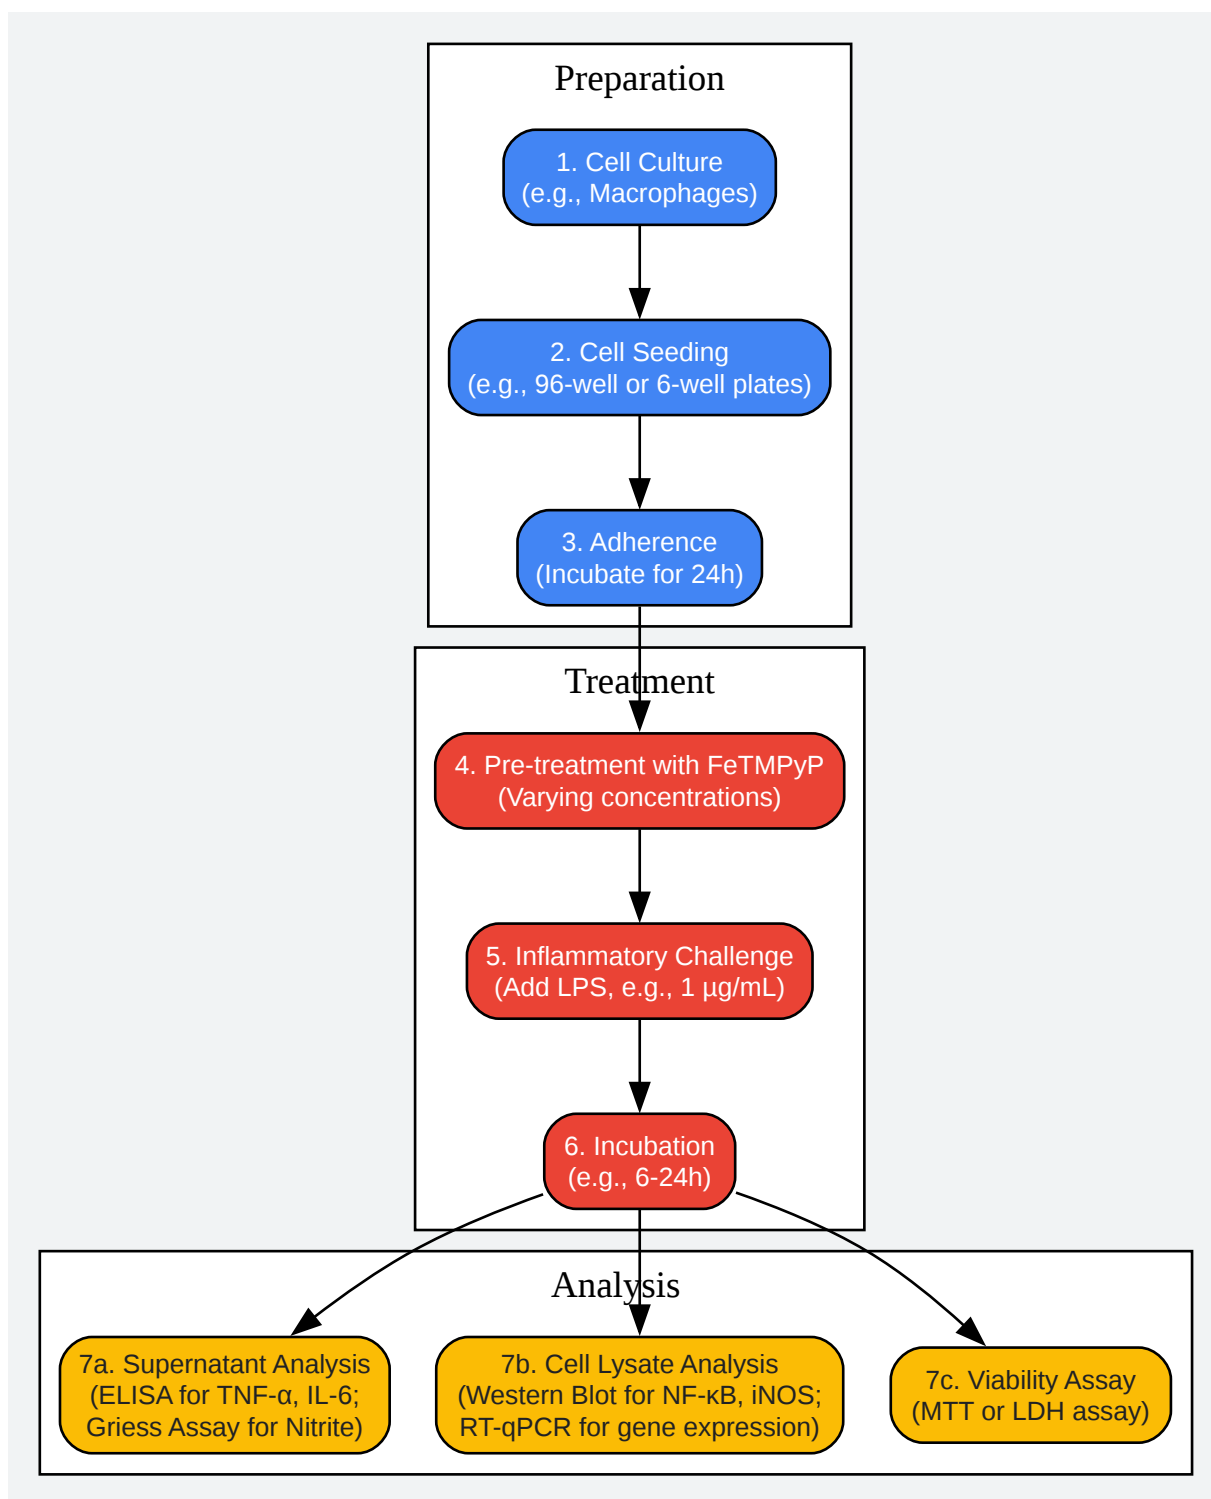 Preparation
1. Cell Culture
(e.g., Macrophages)
2. Cell Seeding
(e.g., 96-well or 6-well plates)
3. Adherence
(Incubate for 24h)
Treatment
4. Pre-treatment with FeTMPyP
(Varying concentrations)
5. Inflammatory Challenge
(Add LPS, e.g., 1 µg/mL)
6. Incubation
(e.g., 6-24h)
Analysis
7a. Supernatant Analysis
(ELISA for TNF-α, IL-6;
Griess Assay for Nitrite)
7b. Cell Lysate Analysis
(Western Blot for NF-κB, iNOS;
RT-qPCR for gene expression)
7c. Viability Assay
(MTT or LDH assay)